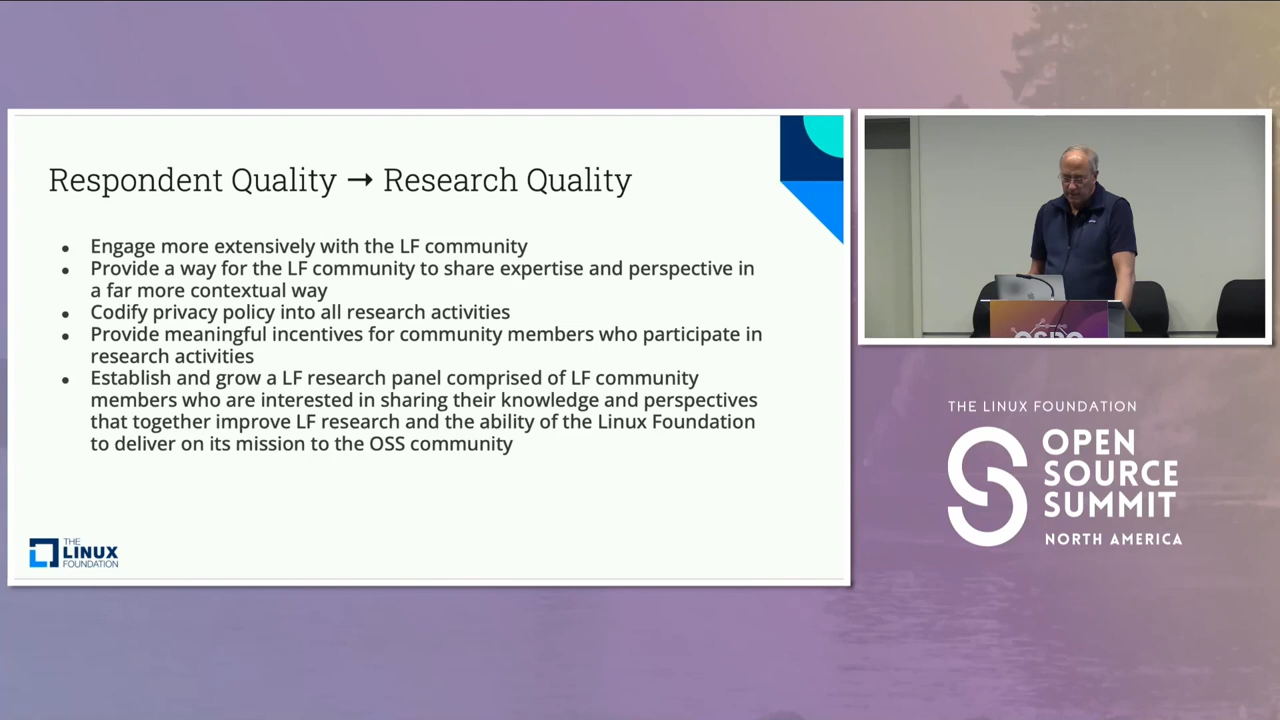 Respondent Quality → Research Quality
• Engage more extensively with the LF community
• Provide a way for the LF community to share expertise and perspective in
a far more contextual way
• Codify privacy policy into all research activities
• Provide meaningful incentives for community members who participate in
research activities
• Establish and grow a LF research panel comprised of LF community
members who are interested in sharing their knowledge and perspectives
that together improve LF research and the ability of the Linux Foundation
to deliver on its mission to the OSS community
THE
LINUX
FOUNDATION
THE LINUX FOUNDATION
OPEN
SOURCE
SUMMIT
NORTH AMERICA